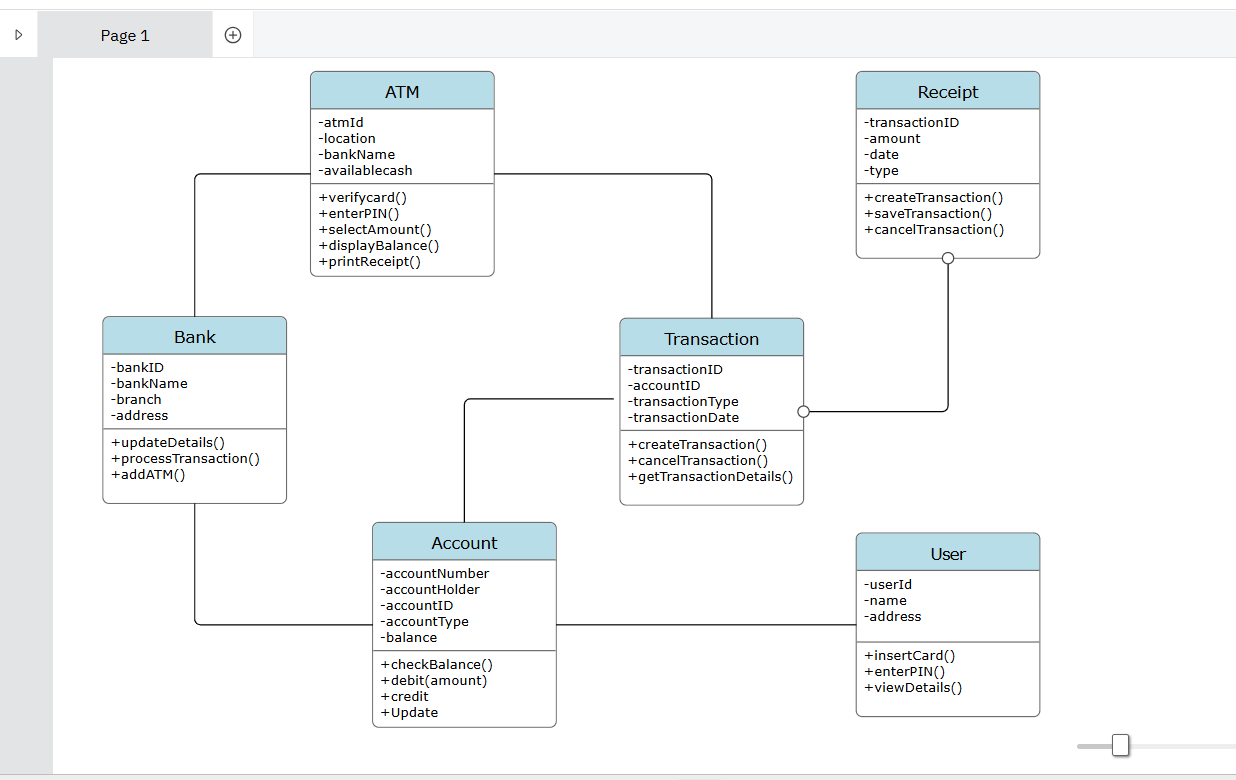 Page 1
ATM
-atmId
-location
-bankName
-availablecash
+verifycard()
+enterPIN()
+selectAmount()
+displayBalance()
+printReceipt()
Receipt
-transactionID
-amount
-date
-type
+createTransaction()
+saveTransaction()
+cancelTransaction()
Bank
-bankID
-bankName
-branch
-address
+updateDetails()
+processTransaction()
+addATM()
Transaction
-transactionID
-accountID
-transactionType
-transactionDate
+createTransaction()
+cancelTransaction()
+getTransactionDetails()
Account
-accountNumber
-accountHolder
-accountID
-accountType
-balance
+checkBalance()
+debit(amount)
+credit
+Update
User
-userId
-name
-address
+insertCard()
+enterPIN()
+viewDetails()